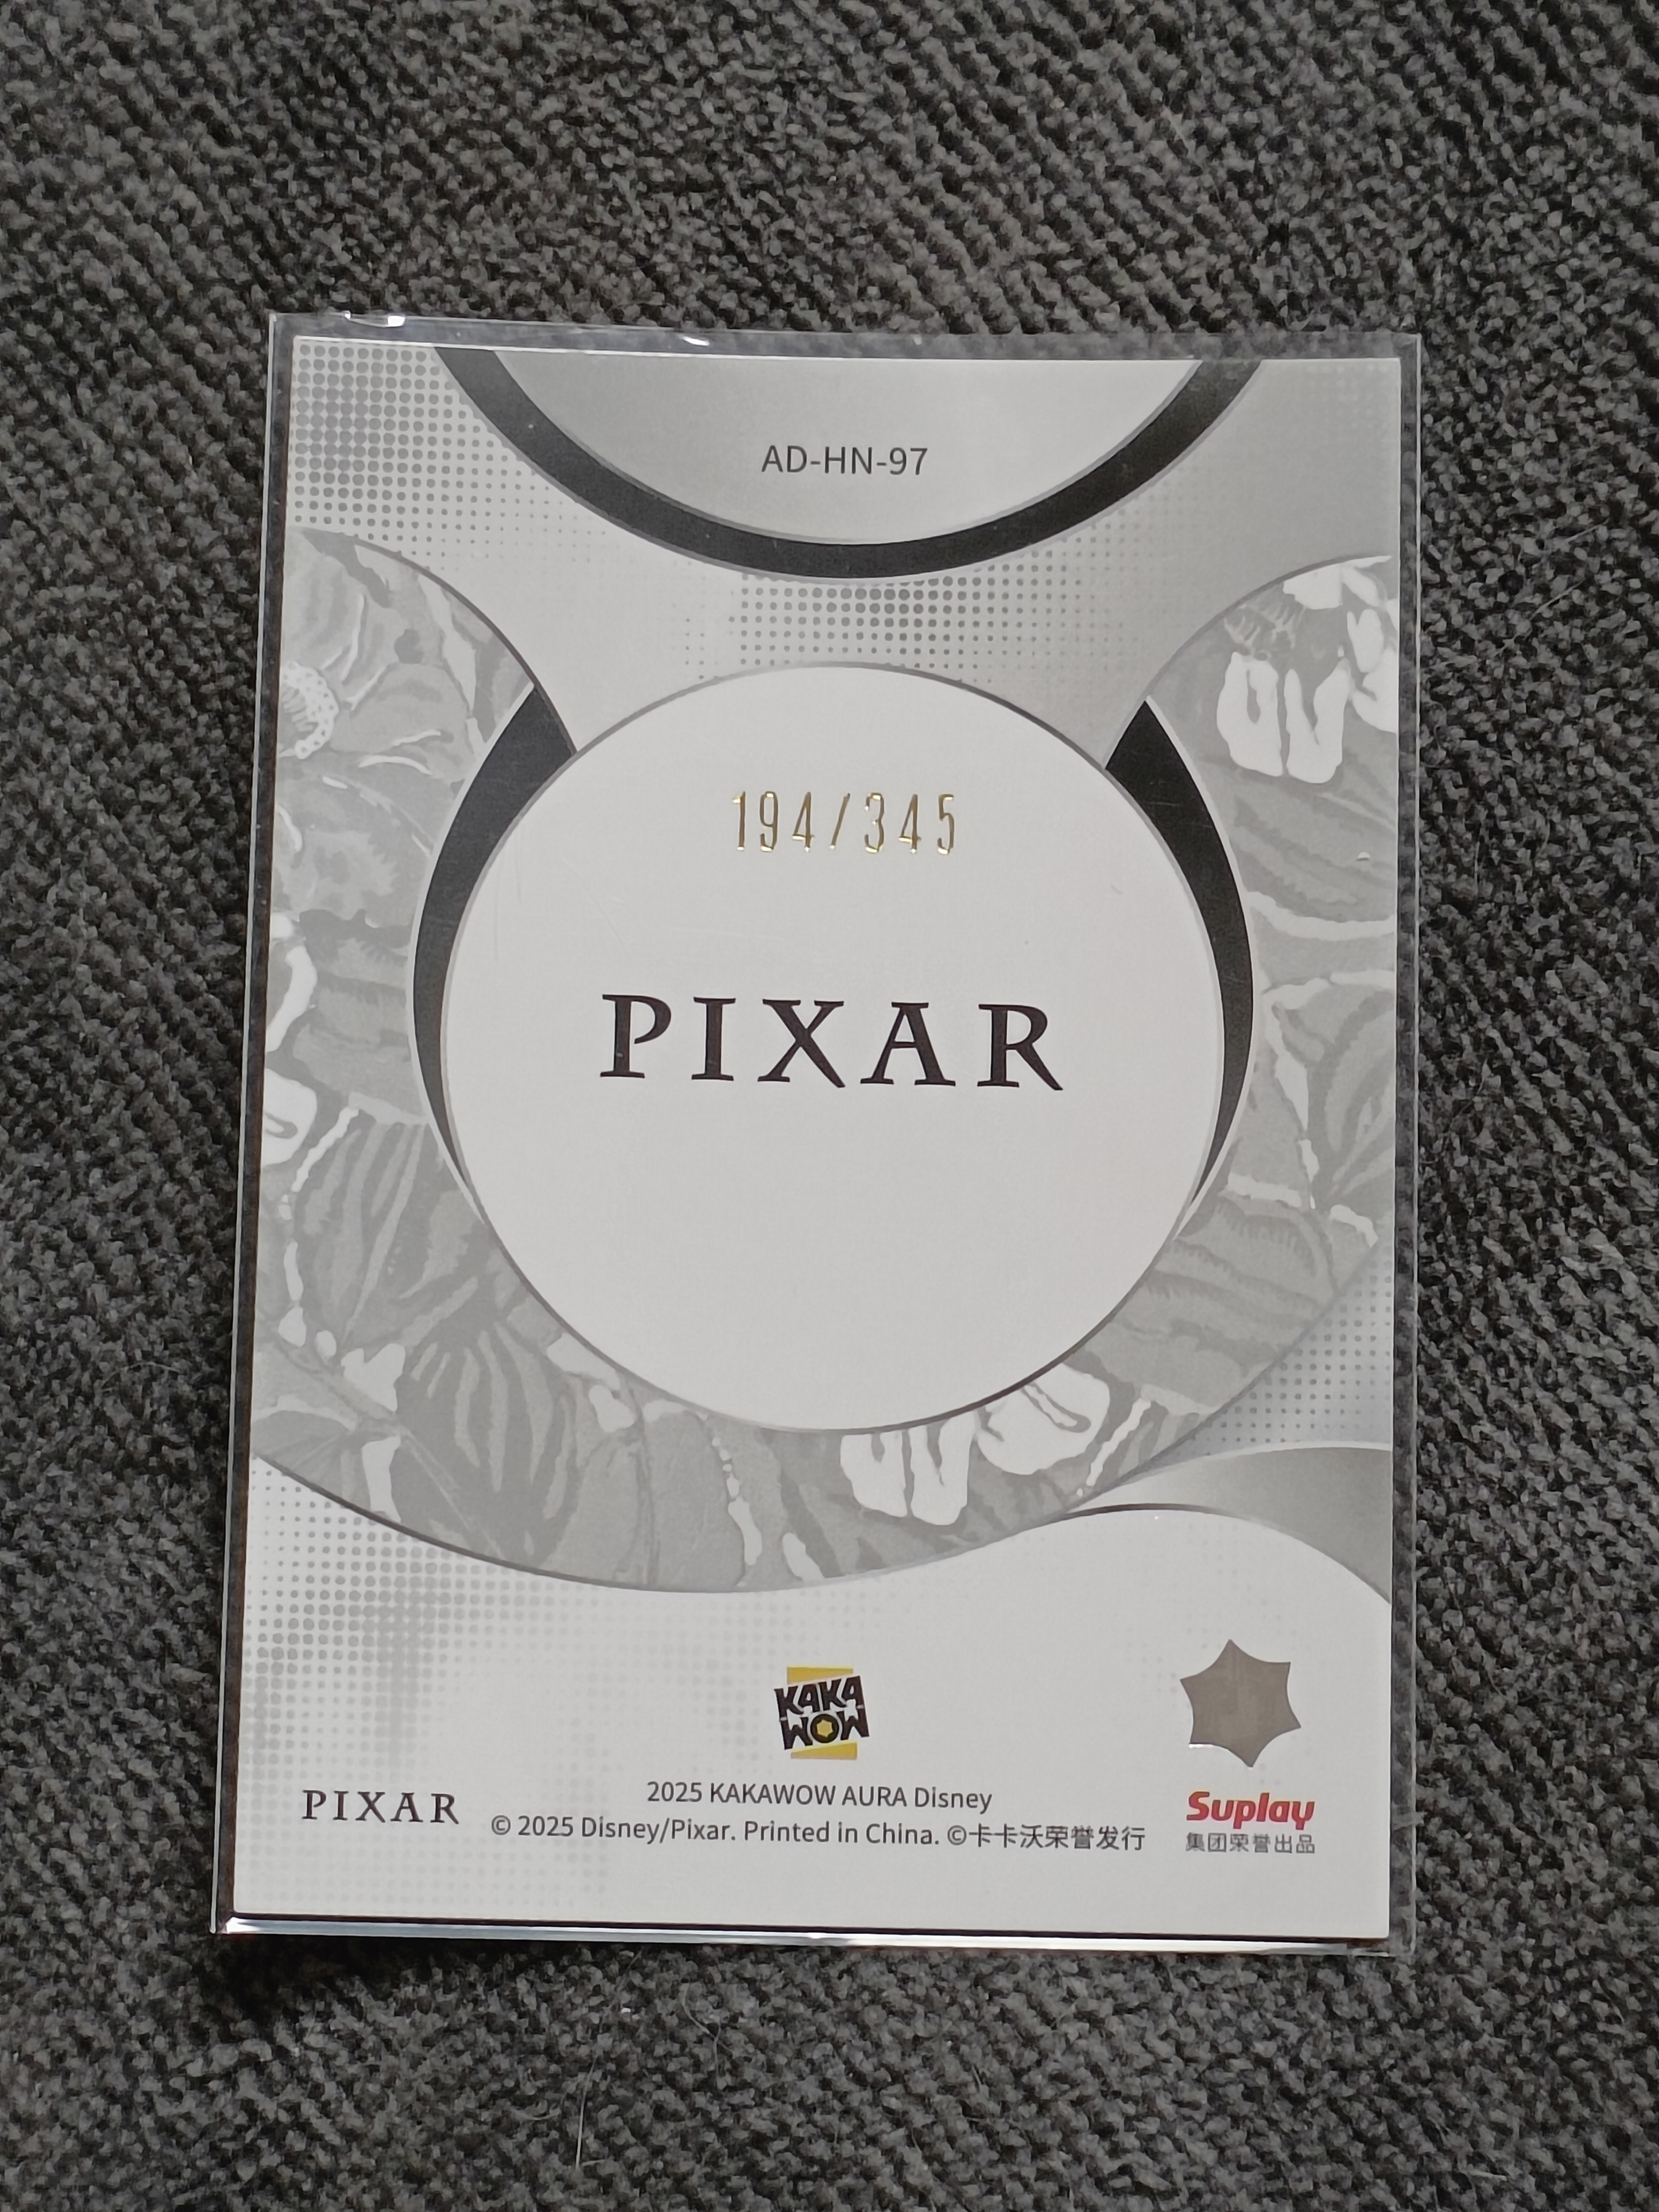 AD-HN-97
194/345
PIXAR
KAKA
WOW
PIXAR
2025 KAKAWOW AURA Disney
© 2025 Disney/Pixar. Printed in China. ©卡卡沃荣誉发行
Suplay
集团荣誉出品